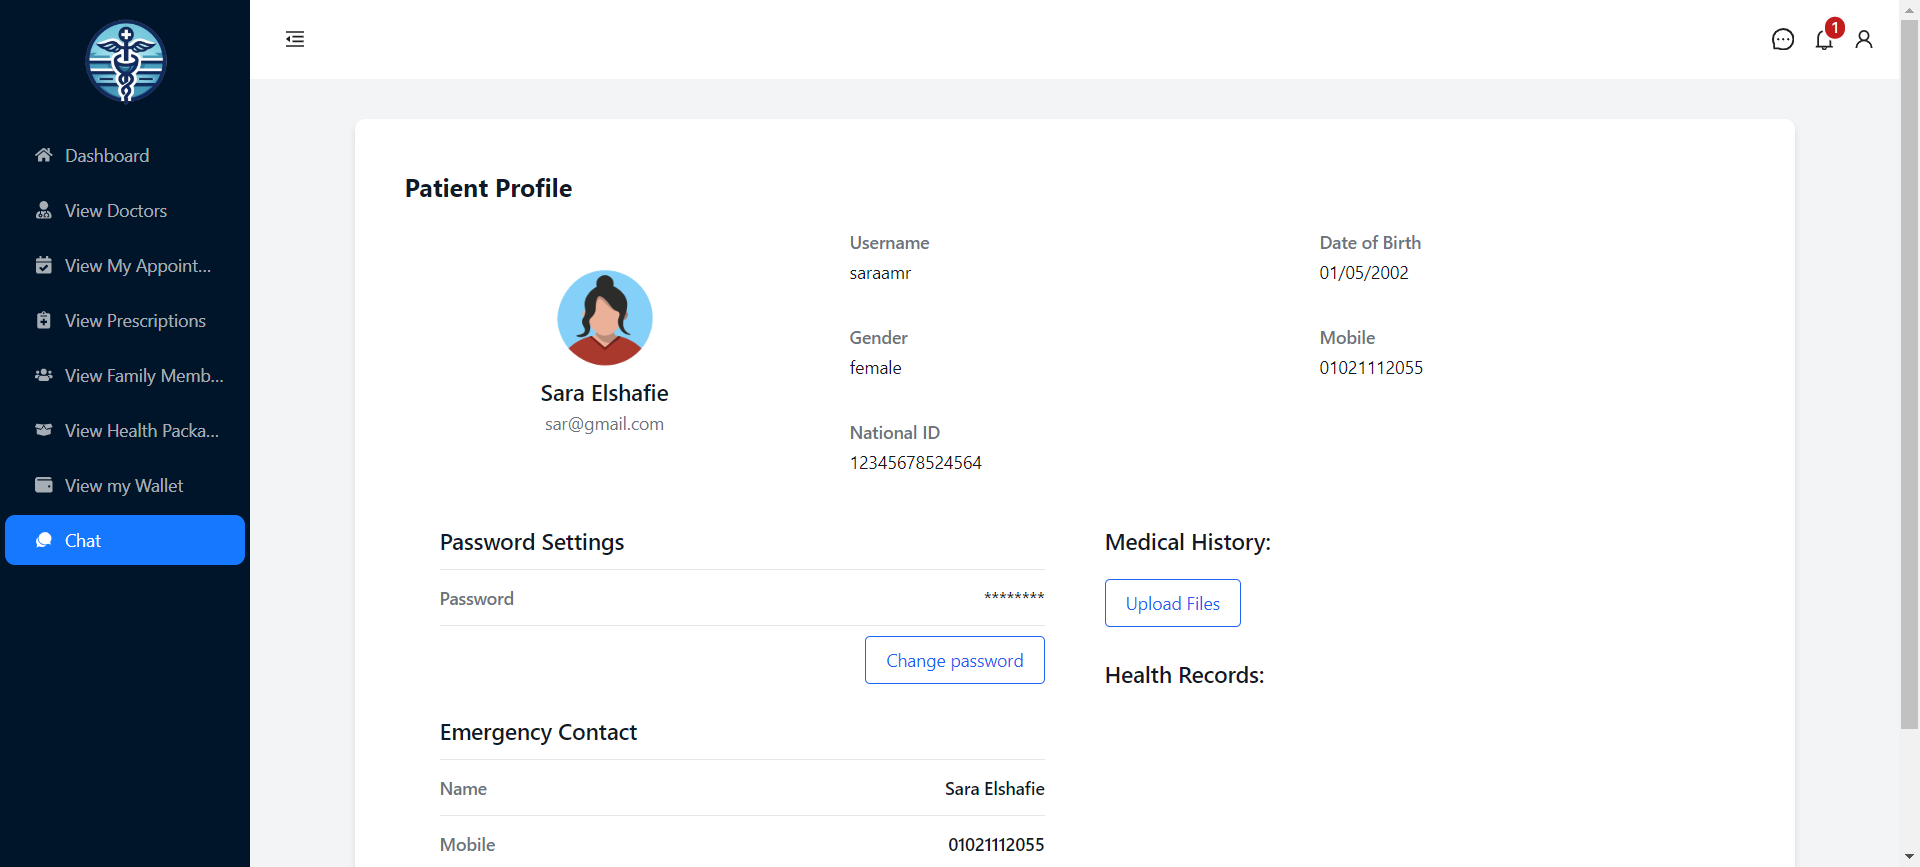 1
Dashboard
View Doctors
View My Appoint...
View Prescriptions
View Family Memb...
View Health Packa...
View my Wallet
Chat
Patient Profile
Sara Elshafie
sar@gmail.com
Username
saraamr
Date of Birth
01/05/2002
Gender
female
Mobile
01021112055
National ID
12345678524564
Password Settings
Password ********
Change password
Medical History:
Upload Files
Health Records:
Emergency Contact
Name Sara Elshafie
Mobile 01021112055